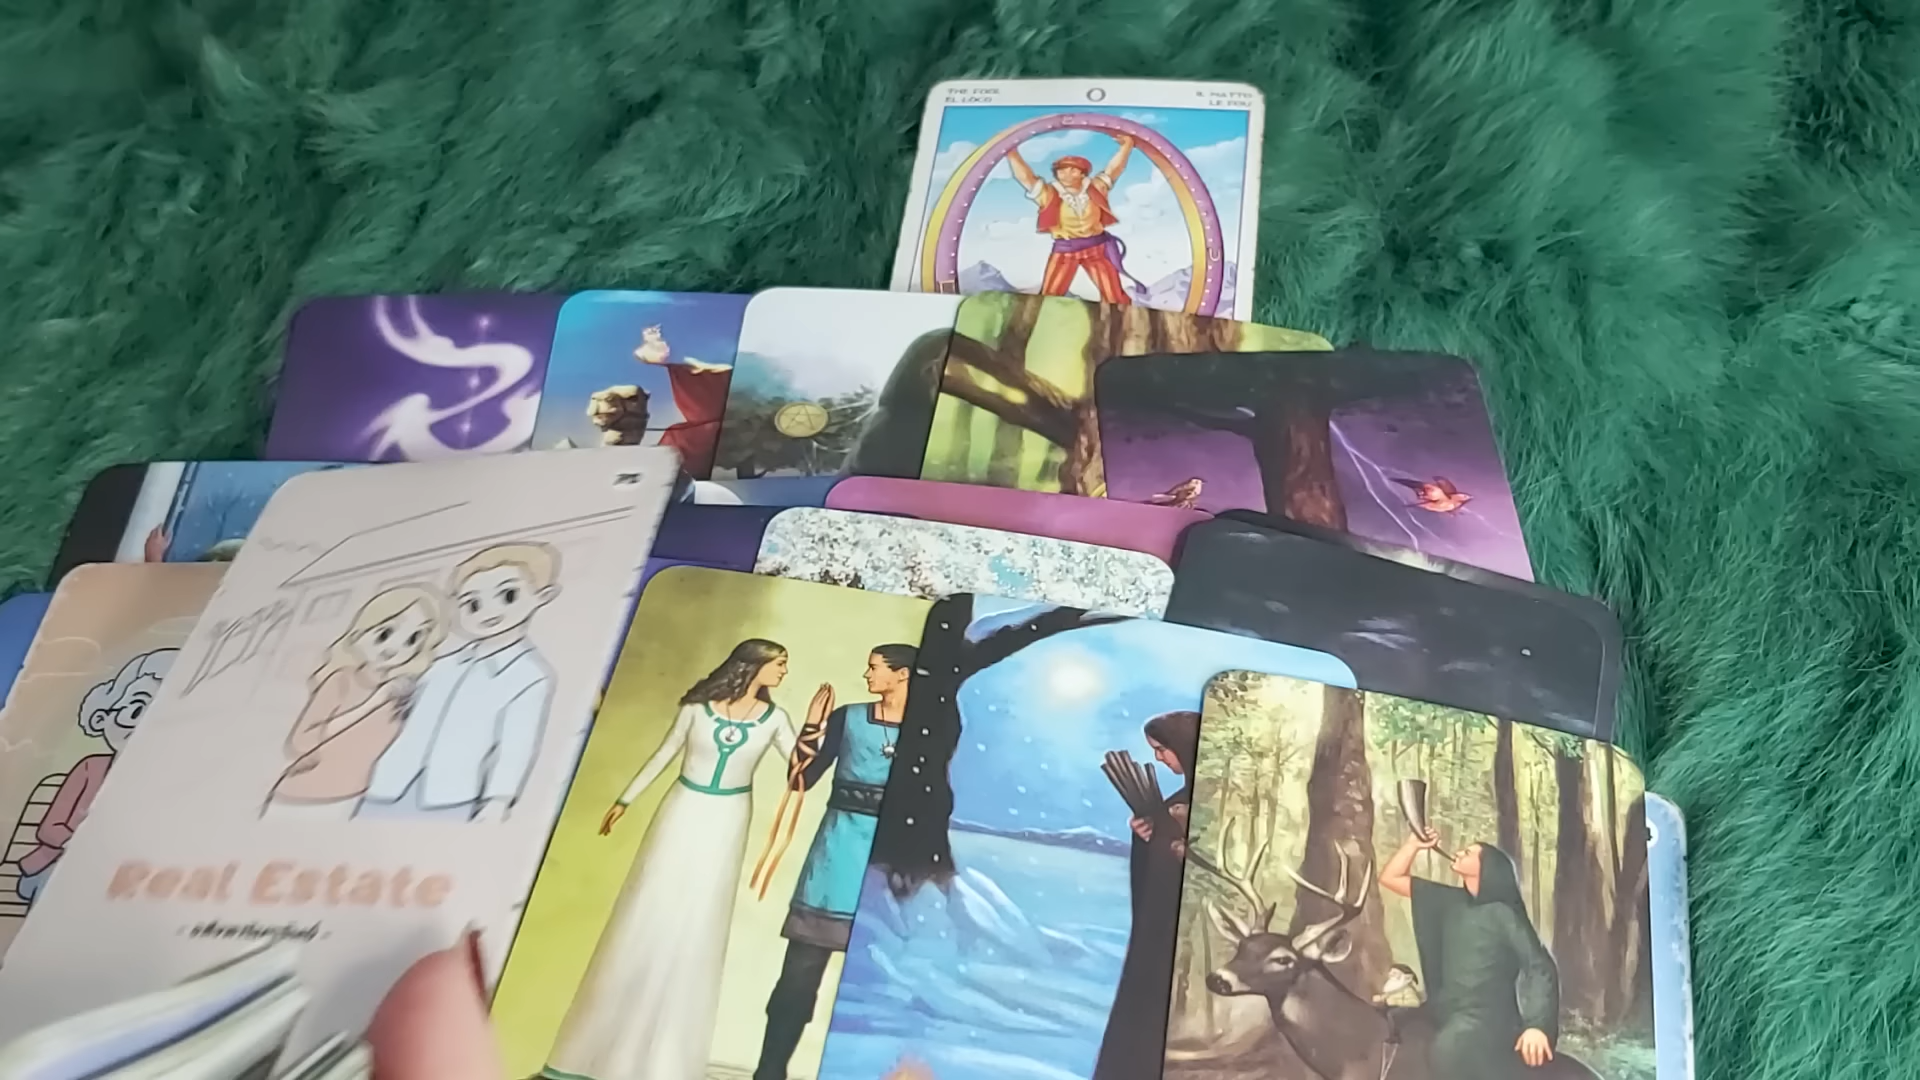 THE FOOL
EL LOCO
0
IL MATTO
LE FOU
Real Estate